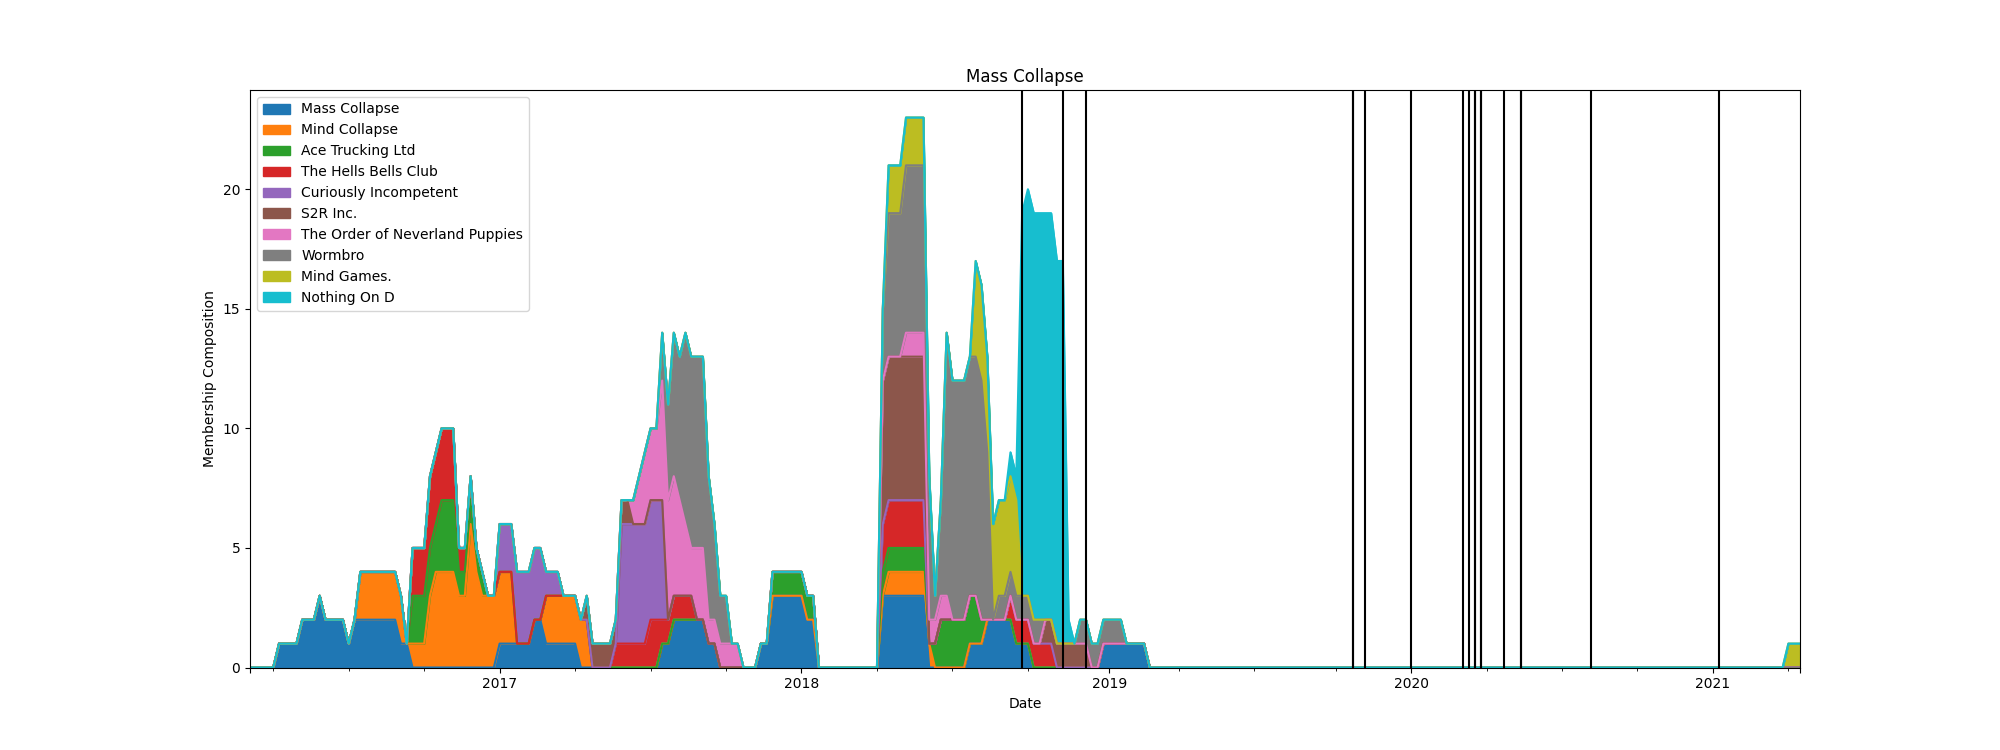 Mass Collapse
Mass Collapse
Mind Collapse
Ace Trucking Ltd
The Hells Bells Club
Curiously Incompetent
S2R Inc.
The Order of Neverland Puppies
Wormbro
Mind Games.
Nothing On D
Membership Composition
20
15
10
5
0
2017
2018
2019
2020
2021
Date